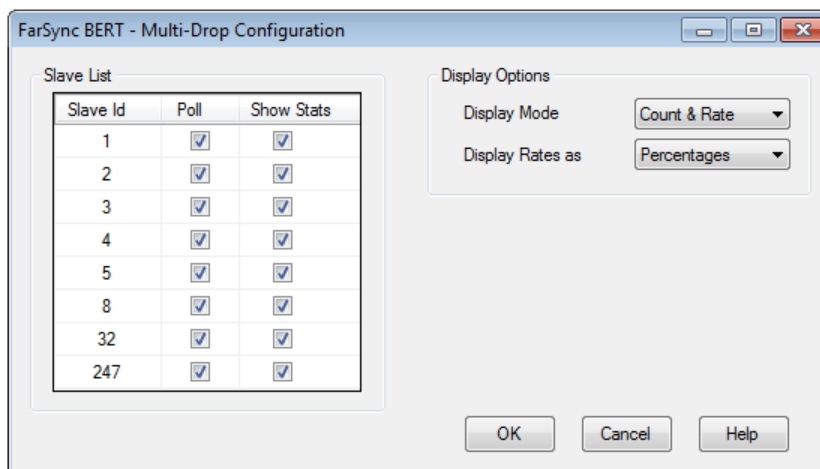 FarSync BERT - Multi-Drop Configuration
Slave List
Slave Id Poll Show Stats
1
2
3
4
5
8
32
247
Display Options
Display Mode Count & Rate
Display Rates as Percentages
OK Cancel Help